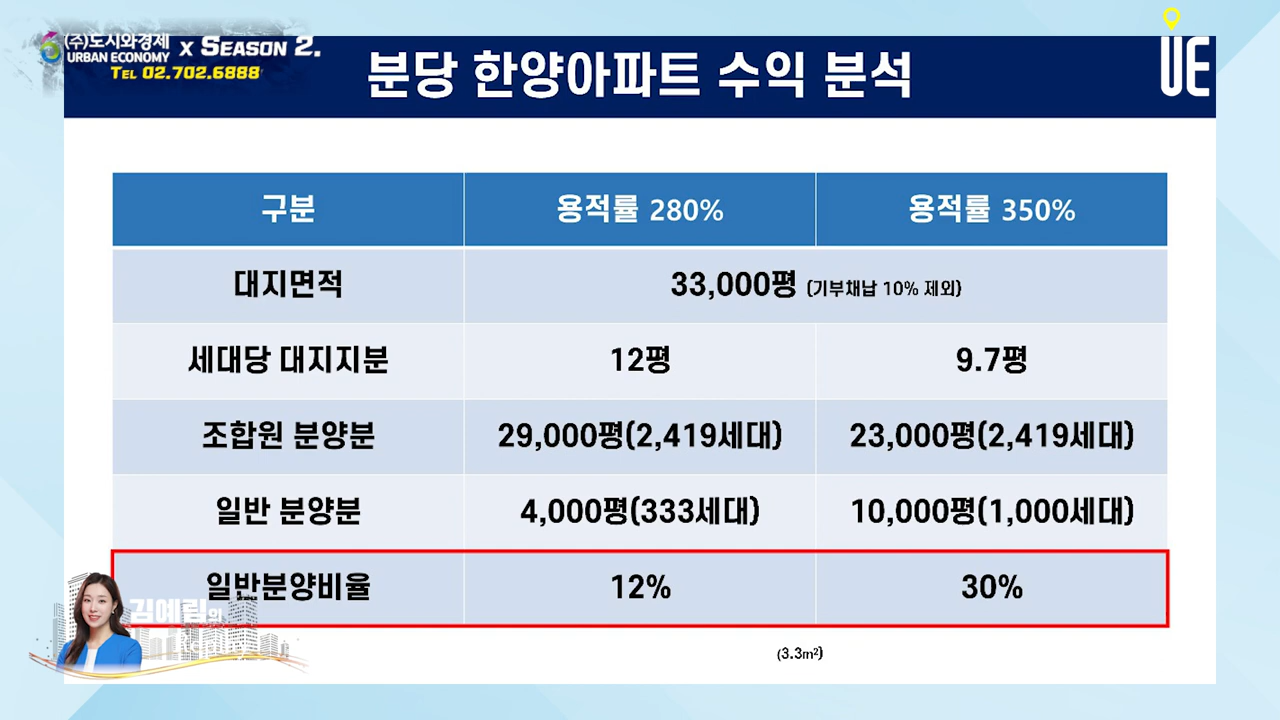 (주)도시와경제
URBAN ECONOMY
X SEASON 2.
TEL 02.702.6888
분당 한양아파트 수익 분석
UE
구분 용적률 280% 용적률 350%
대지면적 33,000평 (기부채납 10% 제외)
세대당 대지지분 12평 9.7평
조합원 분양분 29,000평(2,419세대) 23,000평(2,419세대)
일반 분양분 4,000평(333세대) 10,000평(1,000세대)
일반분양비율 12% 30%
김예림의
(3.3m²)